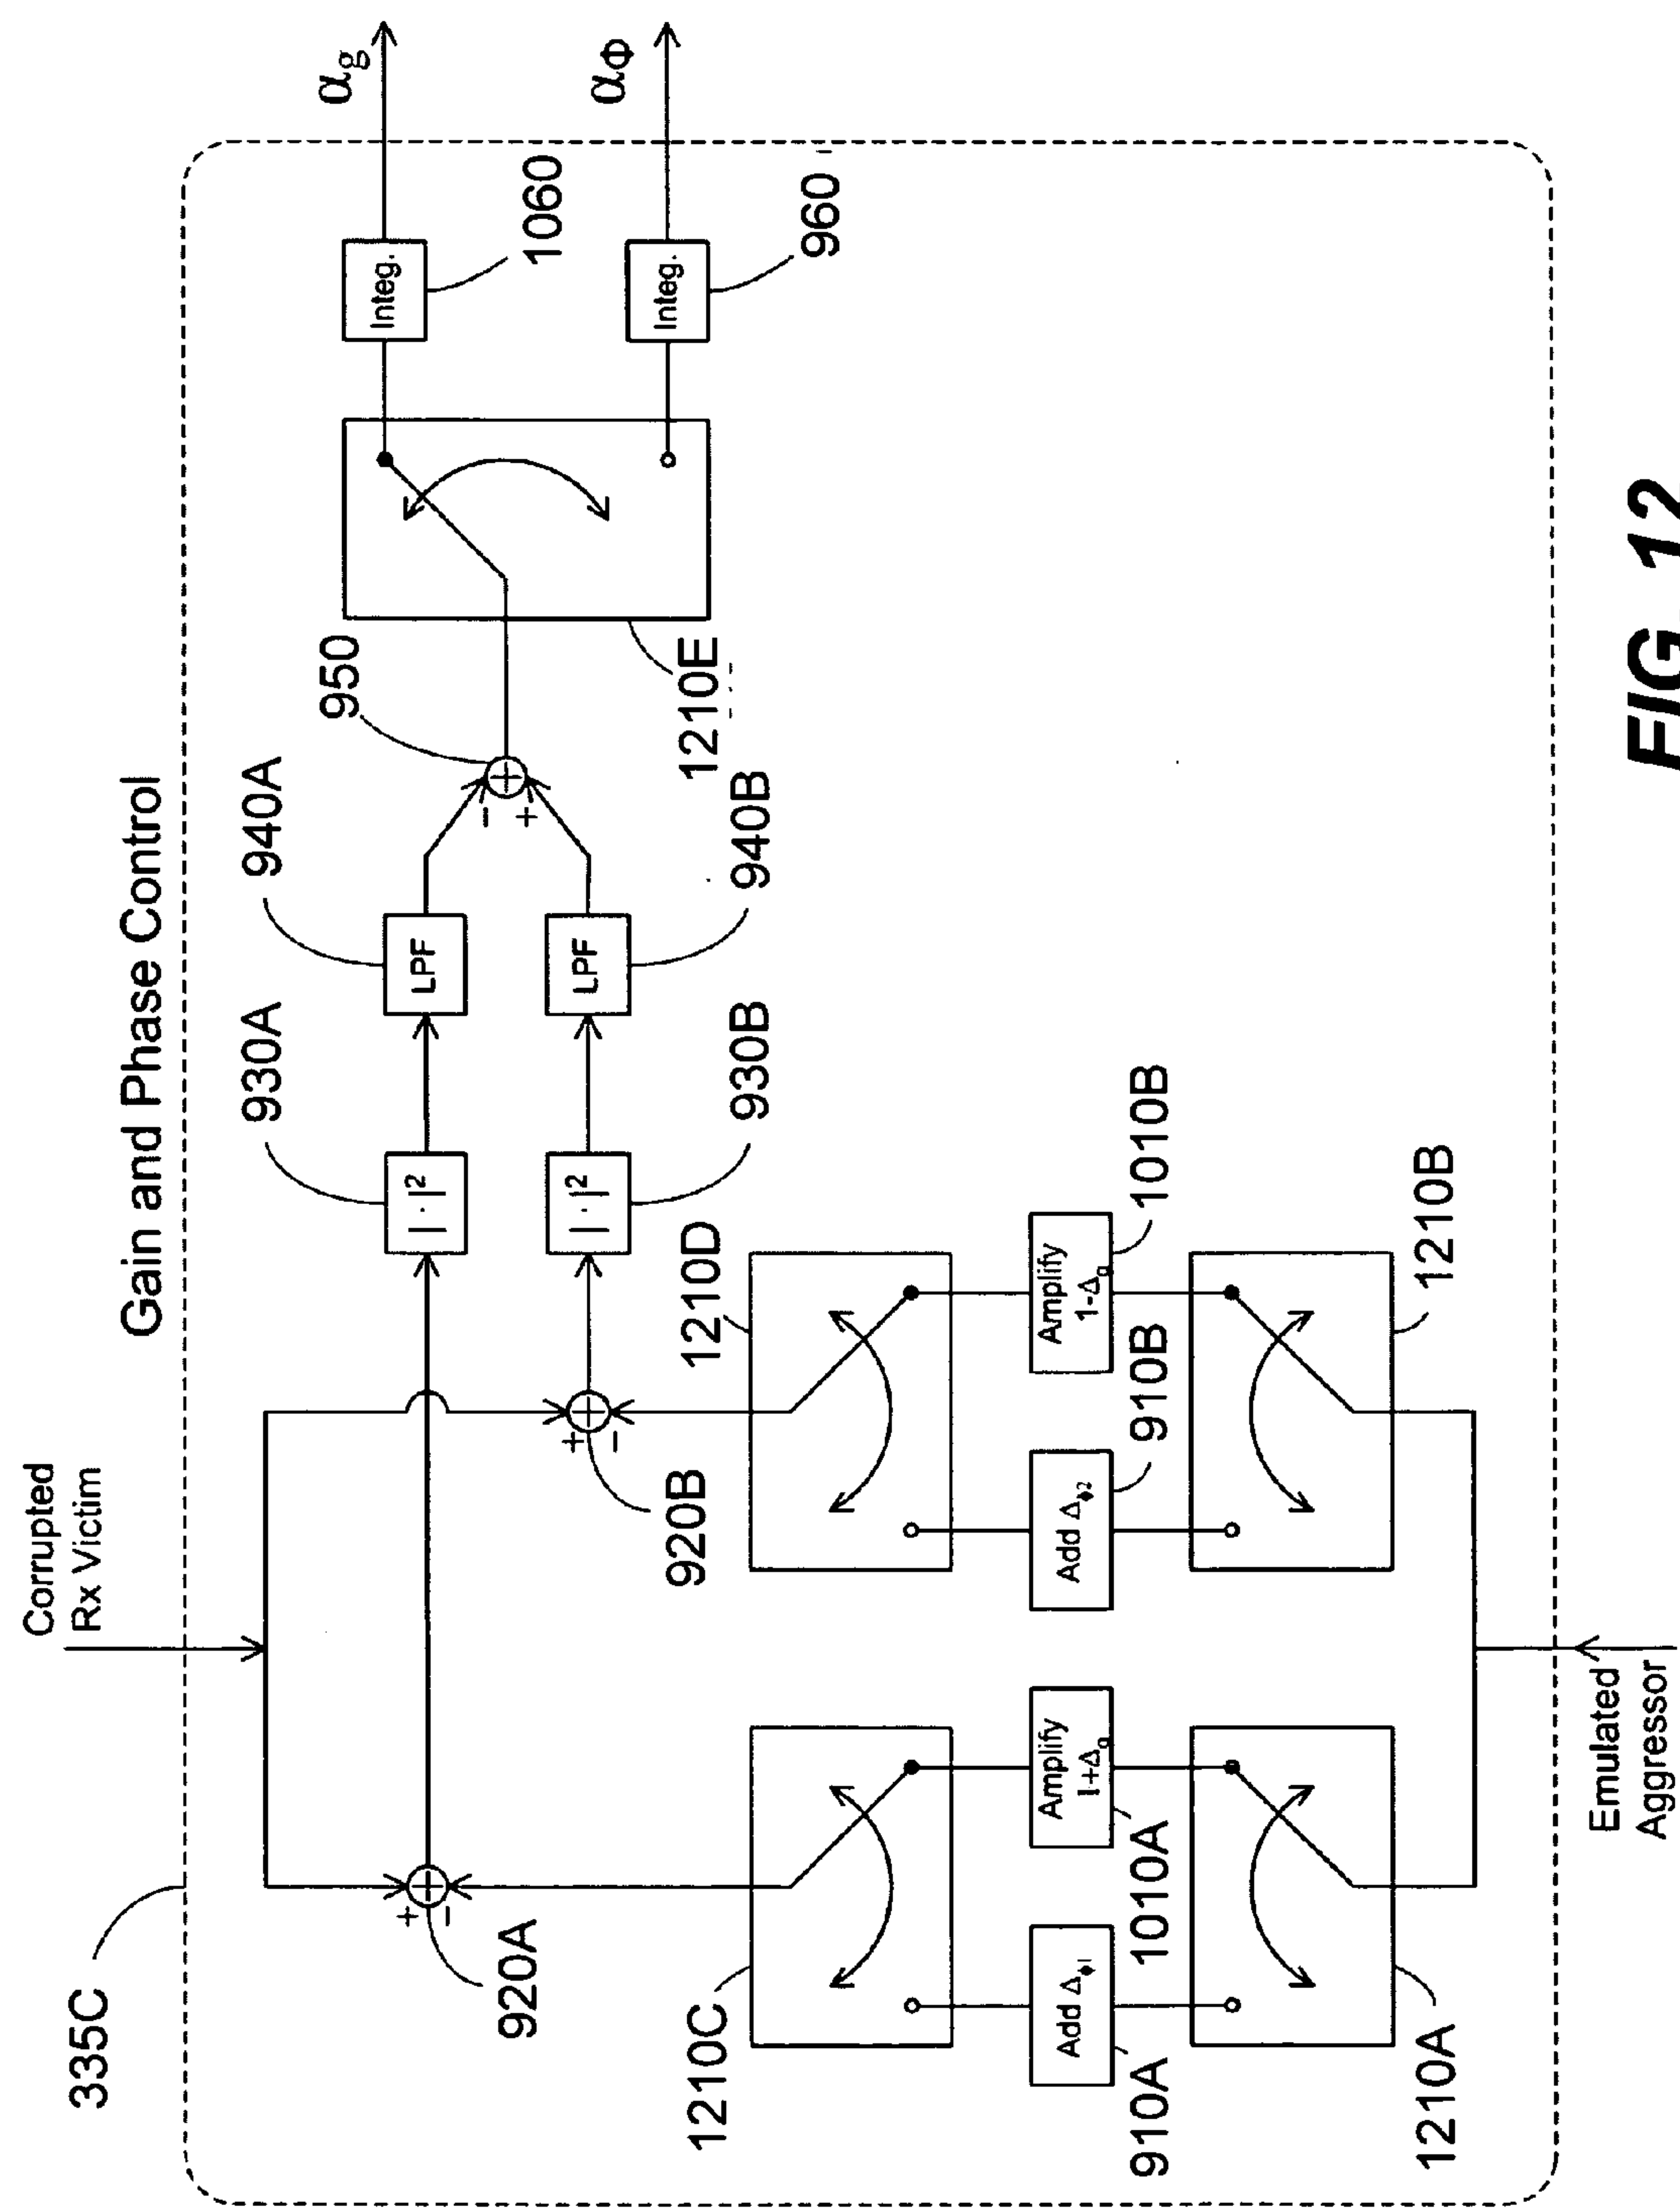 Gain and Phase Control
335C
Corrupted
Rx Victim
+
-
920A
+
-
920B
930A
|·|²
930B
|·|²
940A
LPF
940B
LPF
950
-
+
1210E
Integ.
1060
Integ.
960
αg
αΦ
1210C
1210D
Add Δϕ1
910A
Amplify
1+Δg
1010A
Add Δϕ2
910B
Amplify
1-Δg
1010B
1210A
1210B
Emulated
Aggressor
FIG. 12